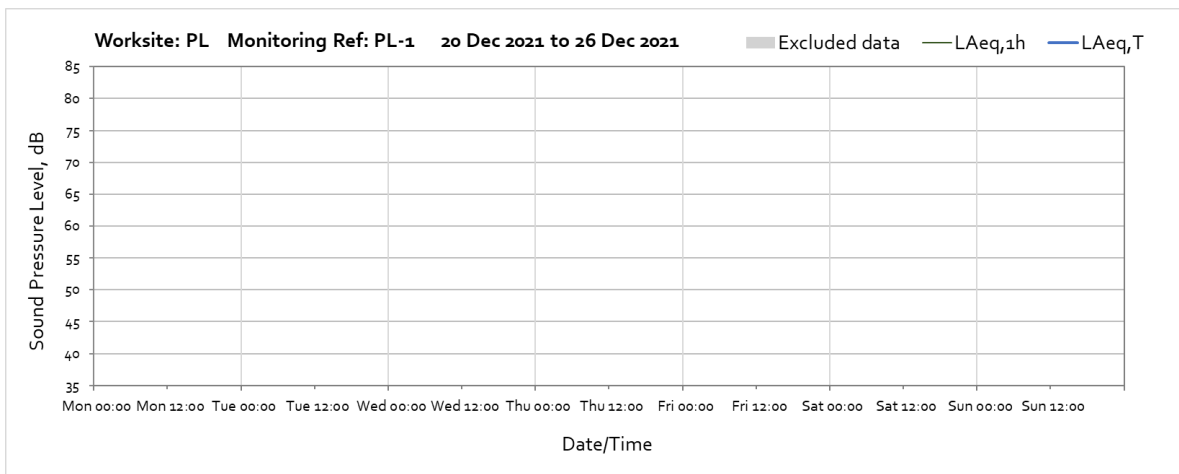 Worksite: PL Monitoring Ref: PL-1 20 Dec 2021 to 26 Dec 2021
Excluded data LAeq,1h LAeq,T
Sound Pressure Level, dB
85
80
75
70
65
60
55
50
45
40
35
Mon 00:00 Mon 12:00 Tue 00:00 Tue 12:00 Wed 00:00 Wed 12:00 Thu 00:00 Thu 12:00 Fri 00:00 Fri 12:00 Sat 00:00 Sat 12:00 Sun 00:00 Sun 12:00
Date/Time